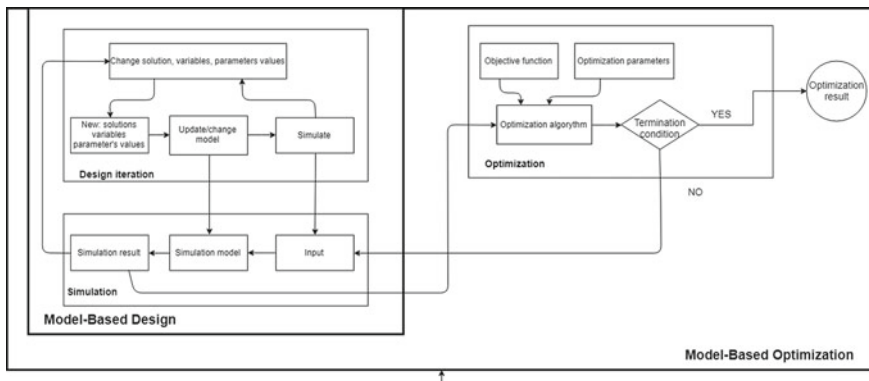 Change solution, variables, parameters values
New: solutions
variables
parameter's values
Update/change
model
Simulate
Design iteration
Simulation result
Simulation model
Input
Simulation
Model-Based Design
Objective function
Optimization parameters
Optimization algorythm
Termination
condition
YES
NO
Optimization
Optimization
result
Model-Based Optimization